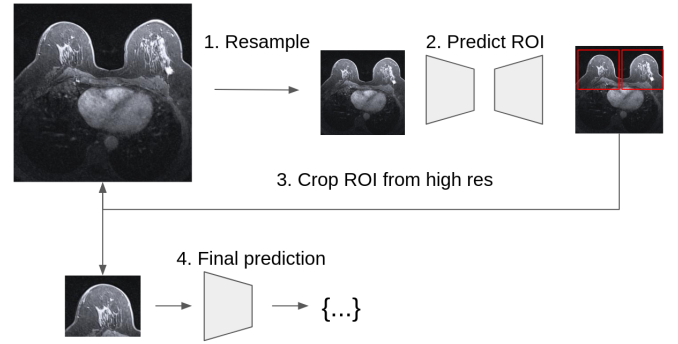 1. Resample
2. Predict ROI
3. Crop ROI from high res
4. Final prediction
{...}